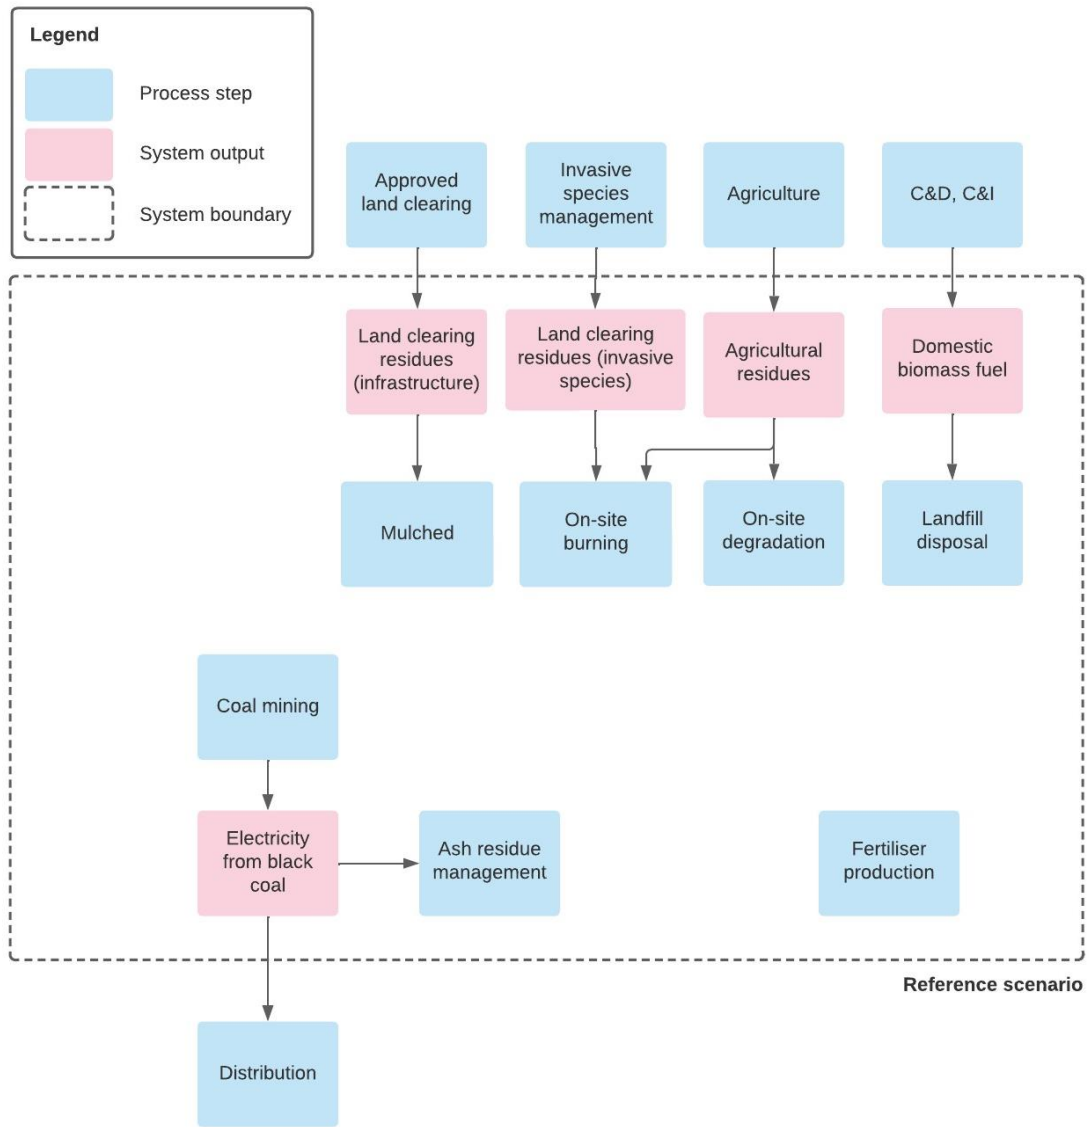 Legend
Process step
System output
System boundary
Approved
land clearing
Invasive
species
management
Agriculture
C&D, C&I
Land clearing
residues
(infrastructure)
Land clearing
residues (invasive
species)
Agricultural
residues
Domestic
biomass fuel
Mulched
On-site
burning
On-site
degradation
Landfill
disposal
Coal mining
Electricity
from black
coal
Ash residue
management
Fertiliser
production
Reference scenario
Distribution